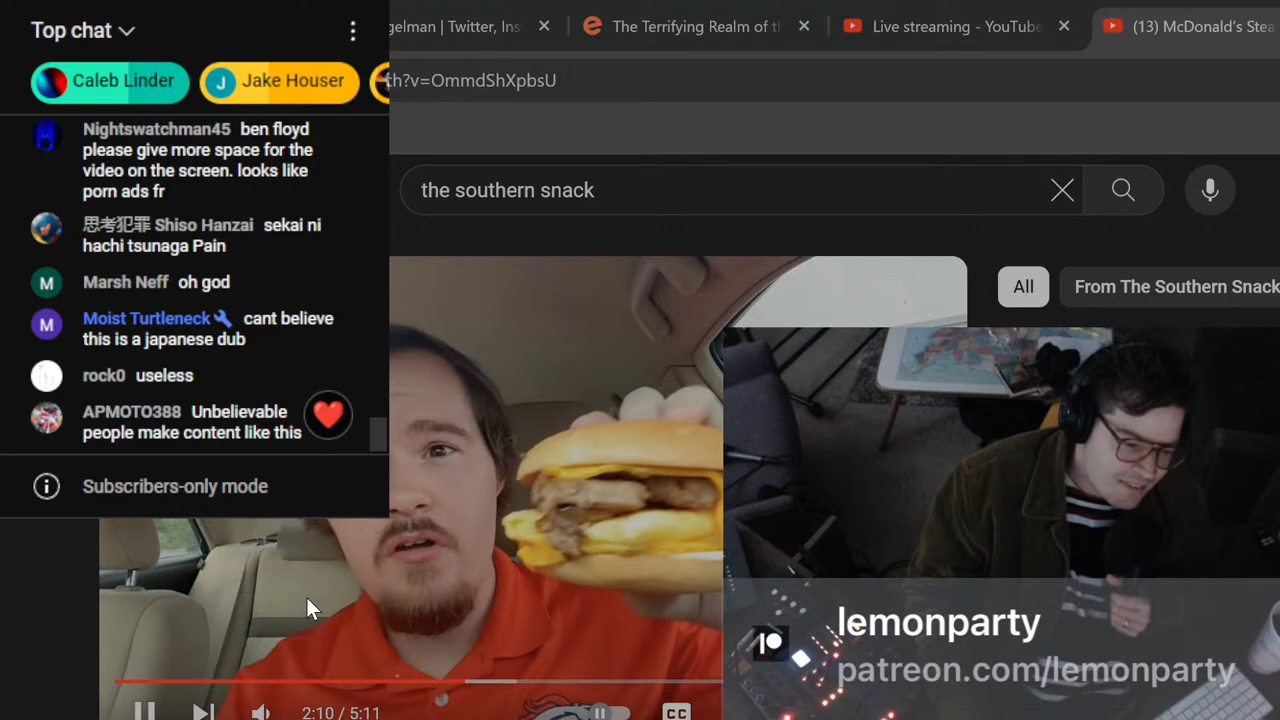 Top chat
gelman | Twitter, Ins
The Terrifying Realm of th
Live streaming - YouTube
(13) McDonald's Stea
Caleb Linder
J Jake Houser
th?v=OmmdShXpbsU
Nightswatchman45 ben floyd
please give more space for the
video on the screen. looks like
porn ads fr
the southern snack
思考犯罪 Shiso Hanzai sekai ni
hachi tsunaga Pain
M Marsh Neff oh god
All
From The Southern Snack
M Moist Turtleneck cant believe
this is a japanese dub
rock0 useless
APMOTO388 Unbelievable
people make content like this
Subscribers-only mode
lemonparty
patreon.com/lemonparty
2:10 / 5:11
CC